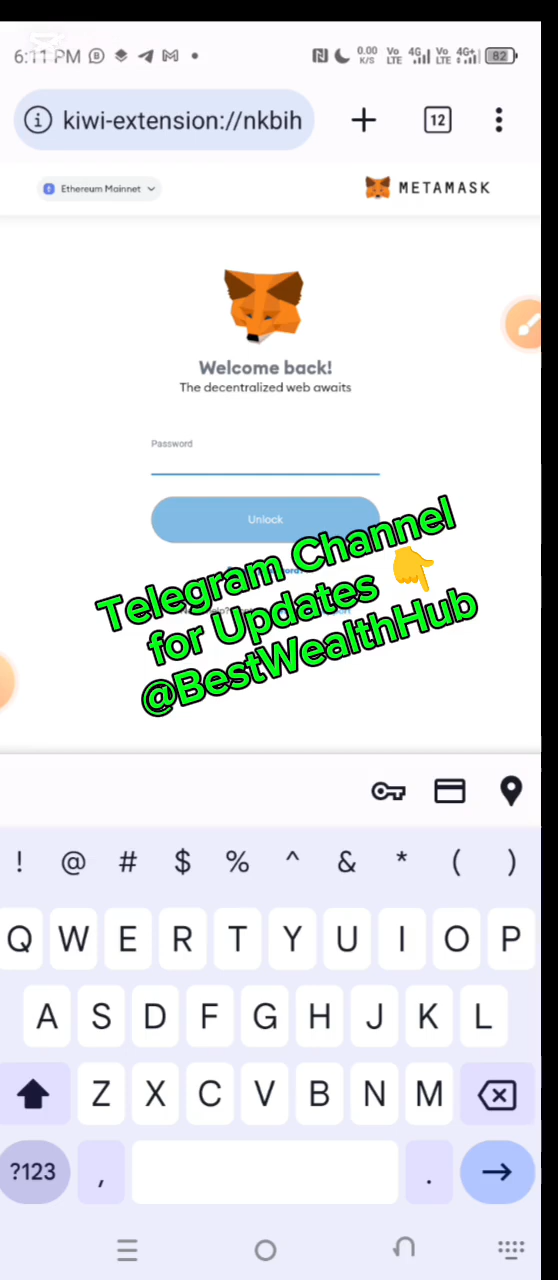 6:11 PM
0.00 K/S
Vo LTE
4G
Vo LTE
4G+
82
kiwi-extension://nkbih
12
Ethereum Mainnet
METAMASK
Welcome back!
The decentralized web awaits
Password
Unlock
Telegram Channel
for Updates 👇
@BestWealthHub
! @ # $ % ^ & * ( )
Q W E R T Y U I O P
A S D F G H J K L
Z X C V B N M
?123 , .